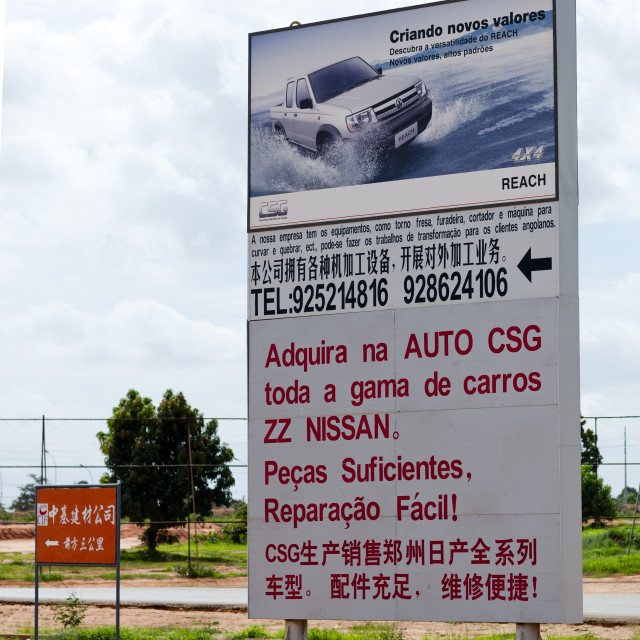 Criando novos valores
Descubra a versatilidade do REACH
Novos valores, altos padrões
REACH
4X4
REACH
CSG
A nossa empresa tem os equipamentos, como torno fresa, furadeira, cortador e máquina para
curvar e quebrar, ect., pode-se fazer os trabalhos de transformação para os clientes angolanos.
本公司拥有各种机加工设备，开展对外加工业务。
TEL:925214816 928624106
Adquira na AUTO CSG
toda a gama de carros
ZZ NISSAN。
Peças Suficientes,
Reparação Fácil!
CSG生产销售郑州日产全系列
车型。配件充足，维修便捷！
中基建材公司
前方三公里